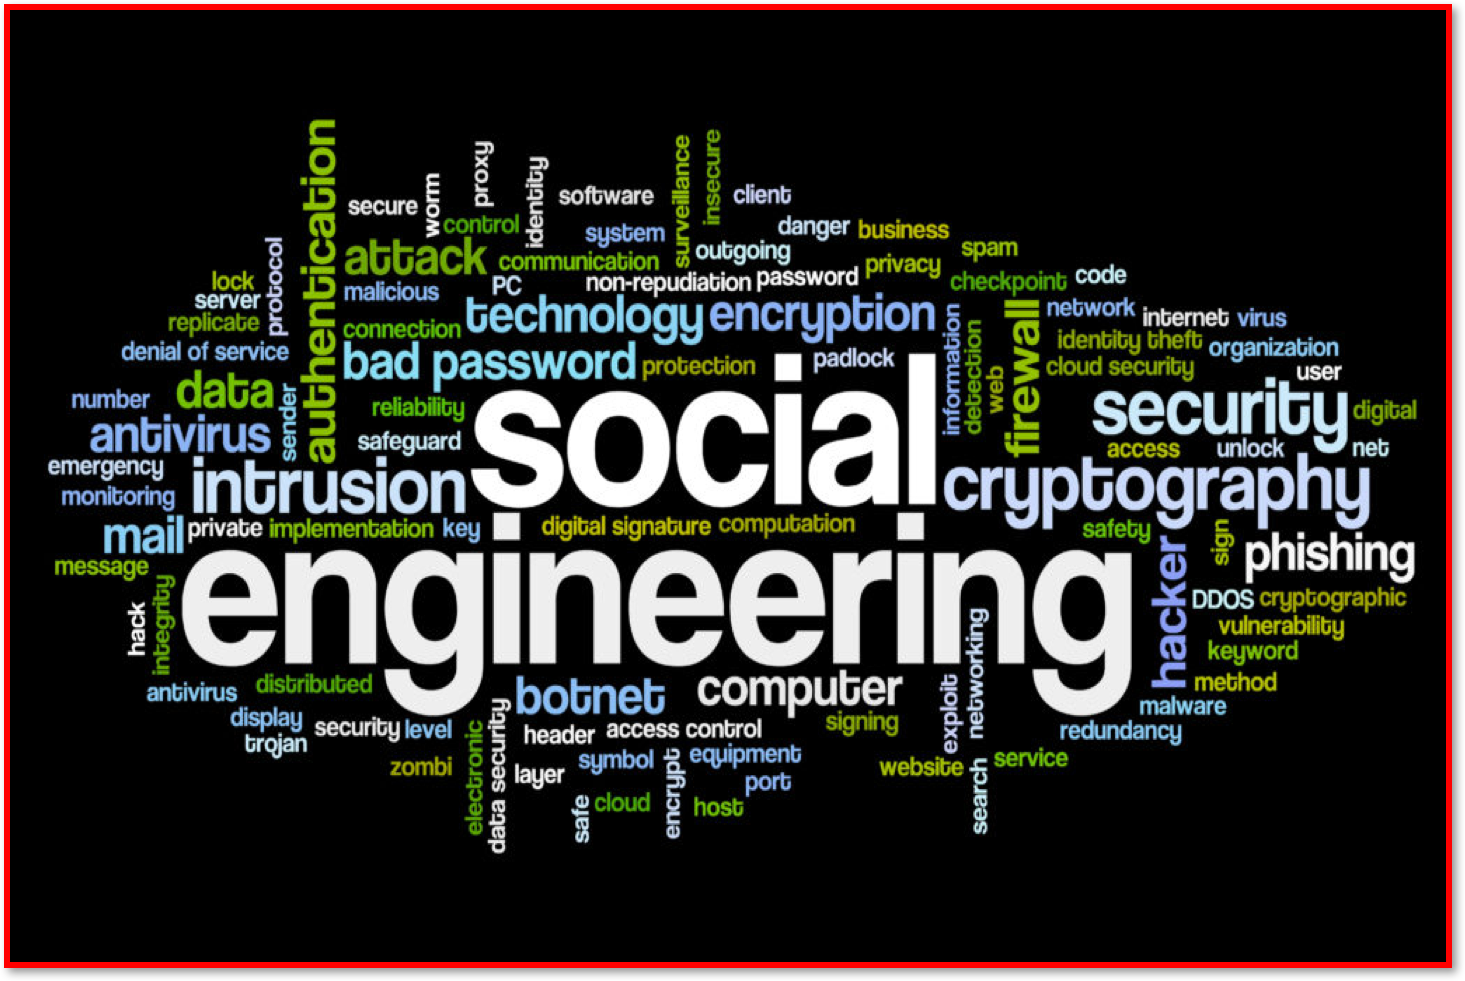 authentication
proxy
worm
identity
secure
software
surveillance
insecure
client
control
system
danger
business
attack
communication
outgoing
spam
protocol
lock
malicious
PC
non-repudiation
password
privacy
checkpoint
code
server
technology
encryption
replicate
connection
information
detection
firewall
network
internet
virus
denial of service
bad password
protection
padlock
web
identity theft
organization
cloud security
user
data
number
sender
reliability
social
security
digital
antivirus
safeguard
access
unlock
net
emergency
intrusion
cryptography
monitoring
mail
private
implementation
key
digital signature
computation
safety
sign
message
engineering
hacker
phishing
hack
integrity
DDOS
cryptographic
vulnerability
networking
keyword
antivirus
distributed
botnet
computer
exploit
method
display
security
level
data security
header
access control
signing
malware
trojan
redundancy
zombi
electronic
layer
symbol
encrypt
equipment
website
search
service
port
safe
cloud
host